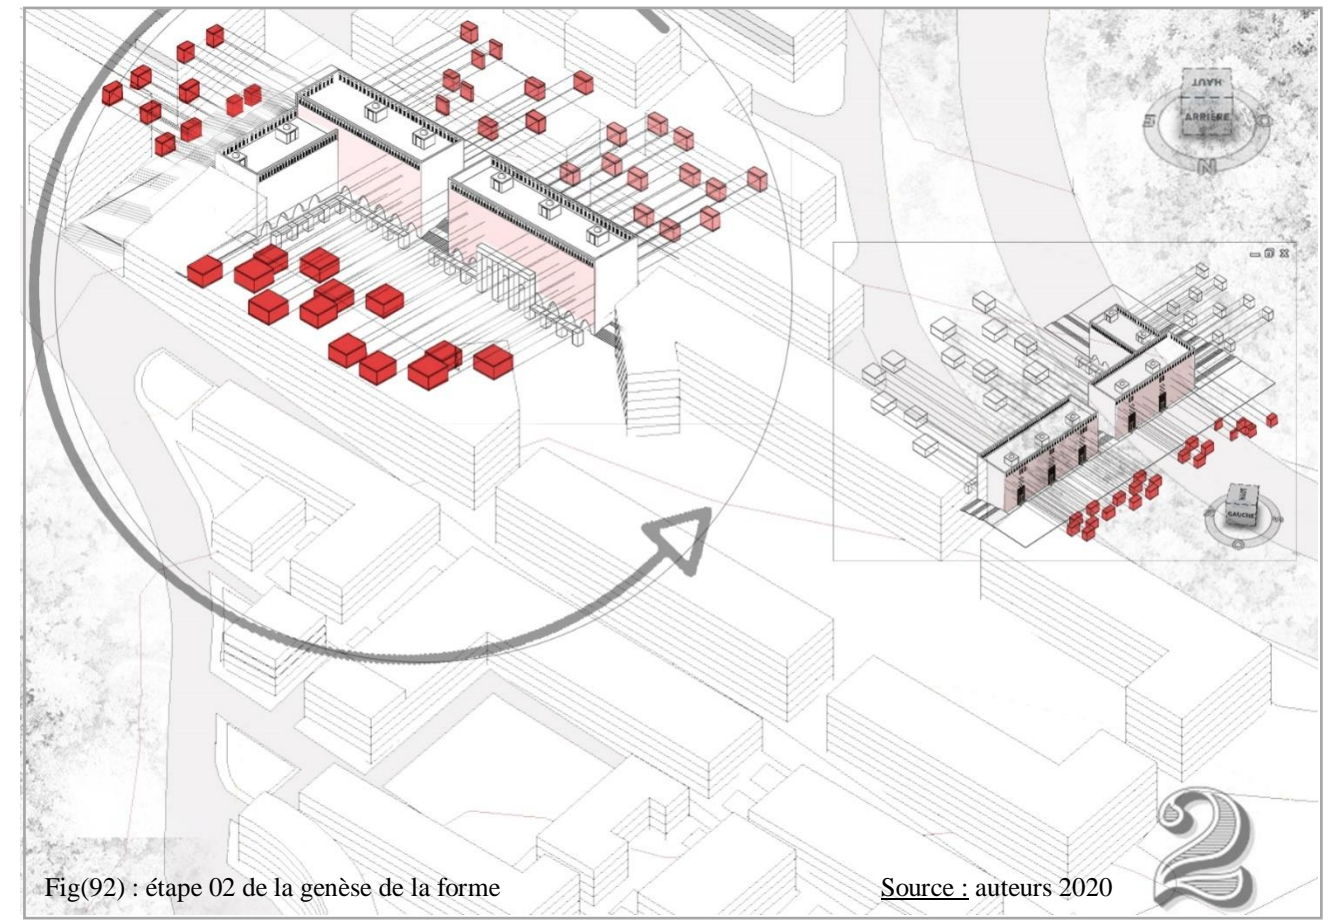 HAUT
ARRIÈRE
N
GAUCHE
2
Fig(92) : étape 02 de la genèse de la forme
Source : auteurs 2020